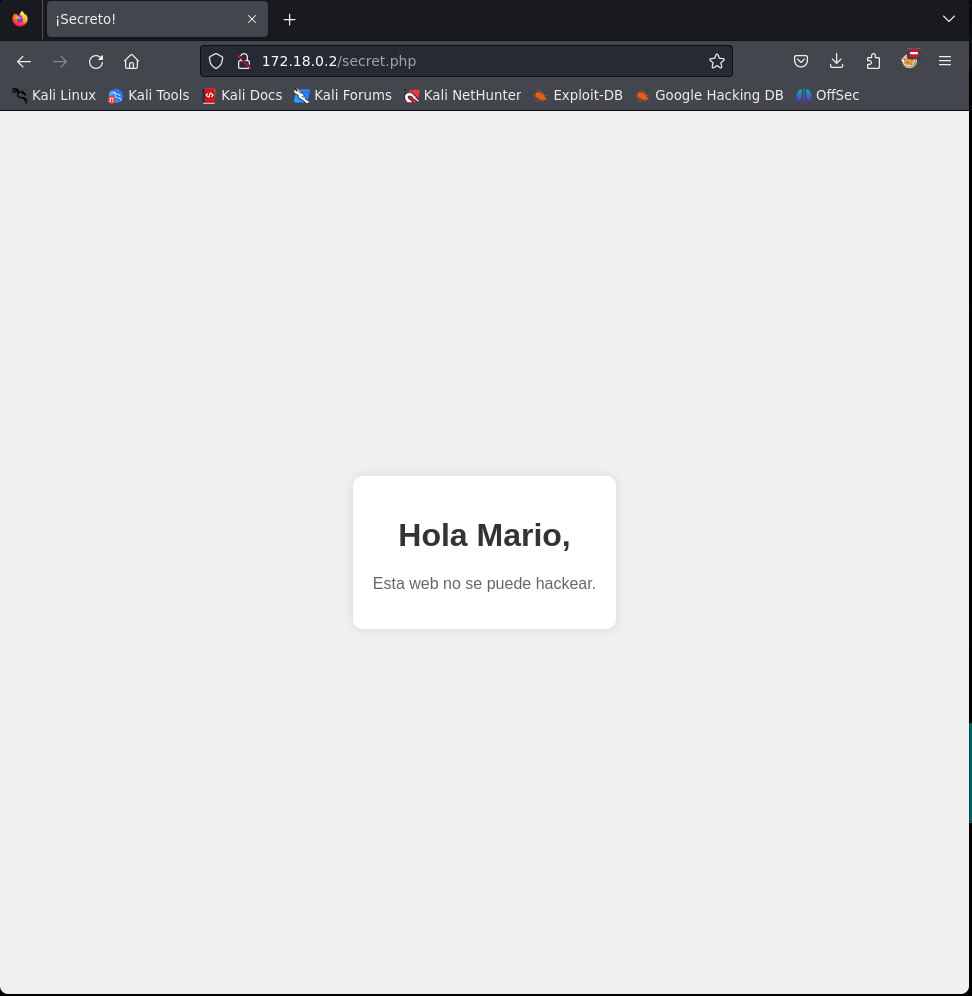 ¡Secreto!
172.18.0.2/secret.php
Kali Linux Kali Tools Kali Docs Kali Forums Kali NetHunter Exploit-DB Google Hacking DB OffSec
Hola Mario,
Esta web no se puede hackear.